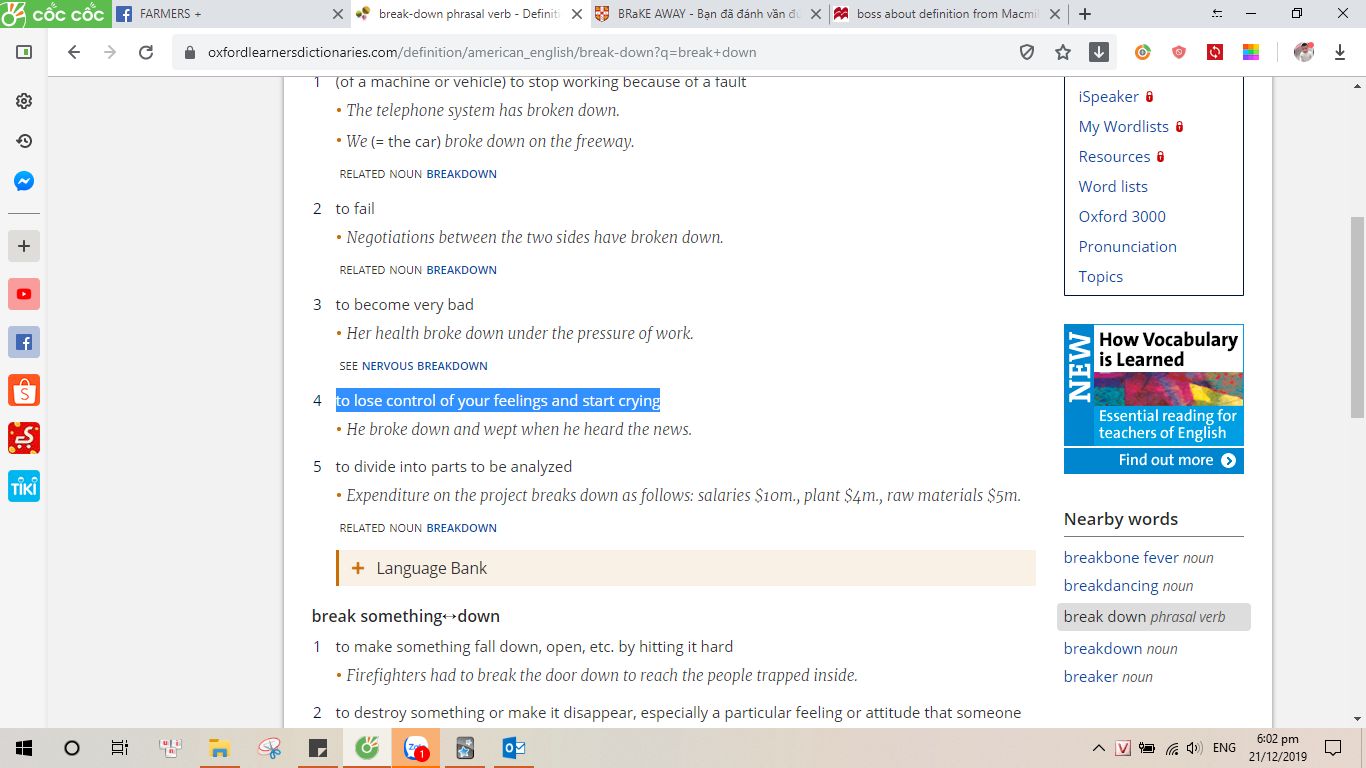 cốc cốc
FARMERS +
break-down phrasal verb - Definiti
BRaKE AWAY - Bạn đã đánh vần đú
boss about definition from Macmil
oxfordlearnersdictionaries.com/definition/american_english/break-down?q=break+down
1 (of a machine or vehicle) to stop working because of a fault
• The telephone system has broken down.
• We (= the car) broke down on the freeway.
RELATED NOUN BREAKDOWN
2 to fail
• Negotiations between the two sides have broken down.
RELATED NOUN BREAKDOWN
3 to become very bad
• Her health broke down under the pressure of work.
SEE NERVOUS BREAKDOWN
4 to lose control of your feelings and start crying
• He broke down and wept when he heard the news.
5 to divide into parts to be analyzed
• Expenditure on the project breaks down as follows: salaries $10m., plant $4m., raw materials $5m.
RELATED NOUN BREAKDOWN
+ Language Bank
break something↔down
1 to make something fall down, open, etc. by hitting it hard
• Firefighters had to break the door down to reach the people trapped inside.
2 to destroy something or make it disappear, especially a particular feeling or attitude that someone
iSpeaker
My Wordlists
Resources
Word lists
Oxford 3000
Pronunciation
Topics
NEW
How Vocabulary
is Learned
Essential reading for
teachers of English
Find out more
Nearby words
breakbone fever noun
breakdancing noun
break down phrasal verb
breakdown noun
breaker noun
TIKI
Zalo
1
ENG
6:02 pm
21/12/2019